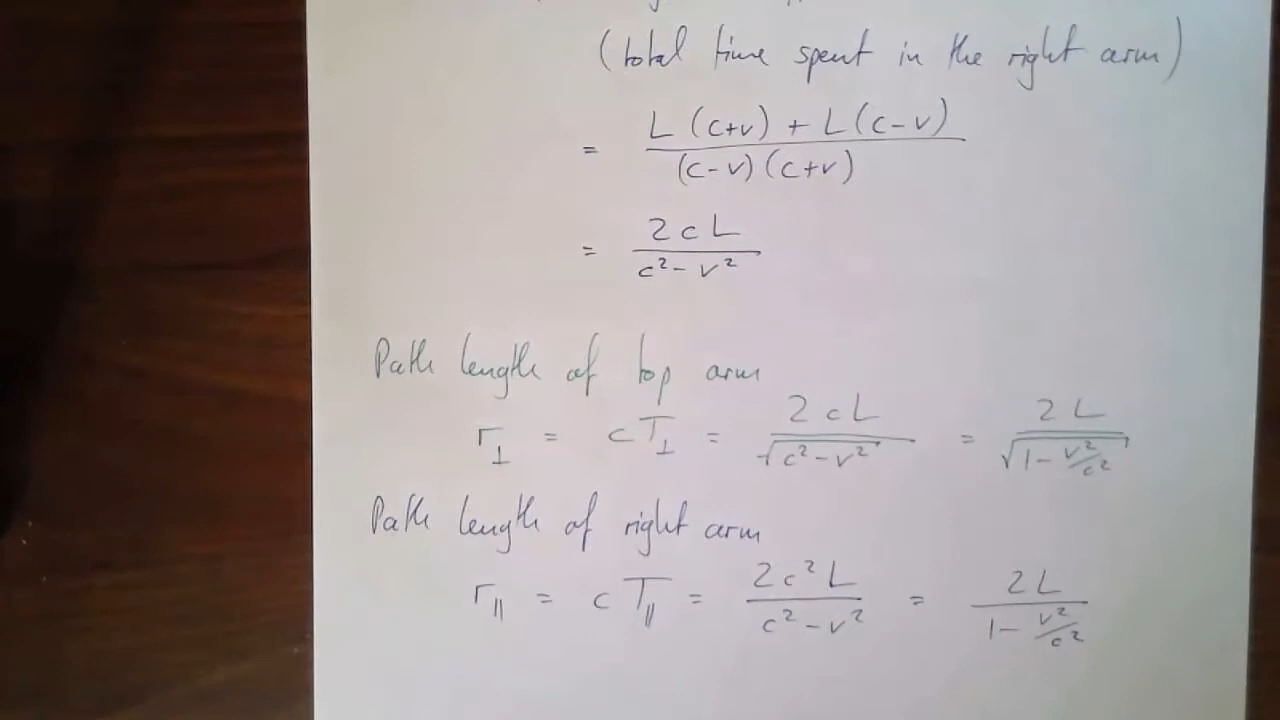 (total time spent in the right arm)
= L(c+v) + L(c-v) / (c-v)(c+v)
= 2cL / c²-v²
Path length of top arm
r⊥ = cT⊥ = 2cL / √(c²-v²) = 2L / √(1-v²/c²)
Path length of right arm
r∥ = cT∥ = 2c²L / c²-v² = 2L / 1-v²/c²